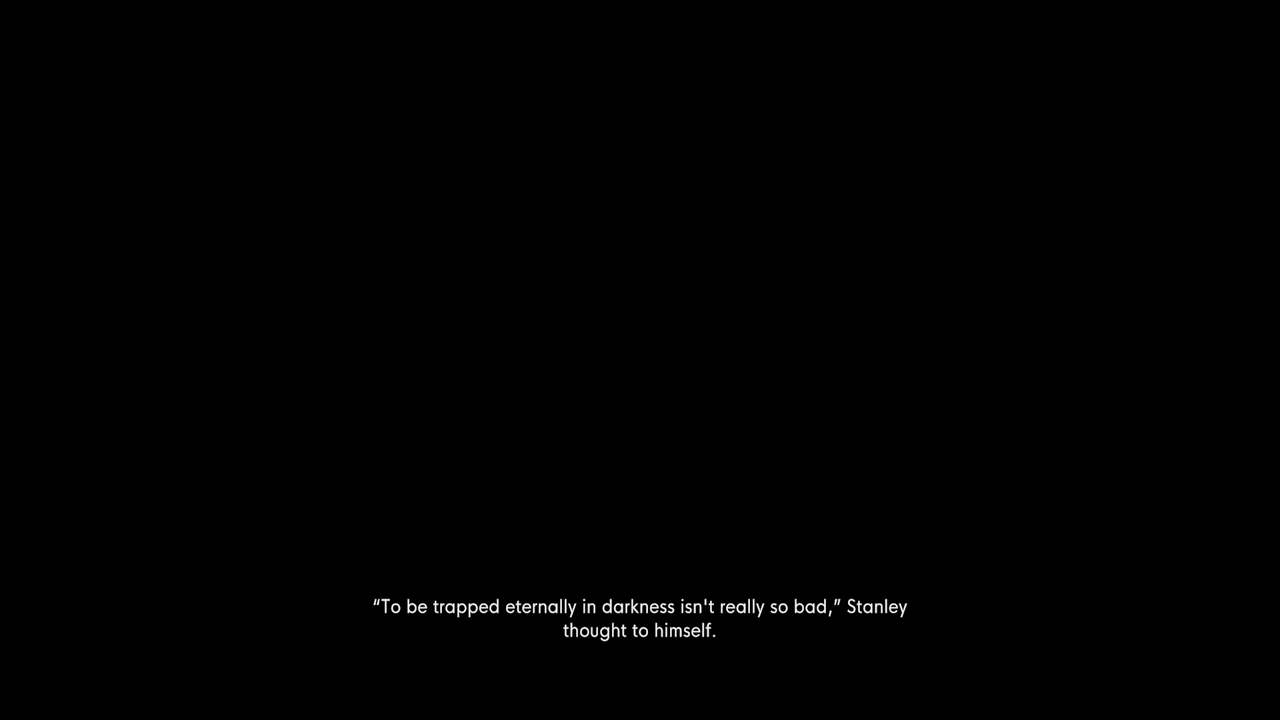 “To be trapped eternally in darkness isn't really so bad,” Stanley
thought to himself.